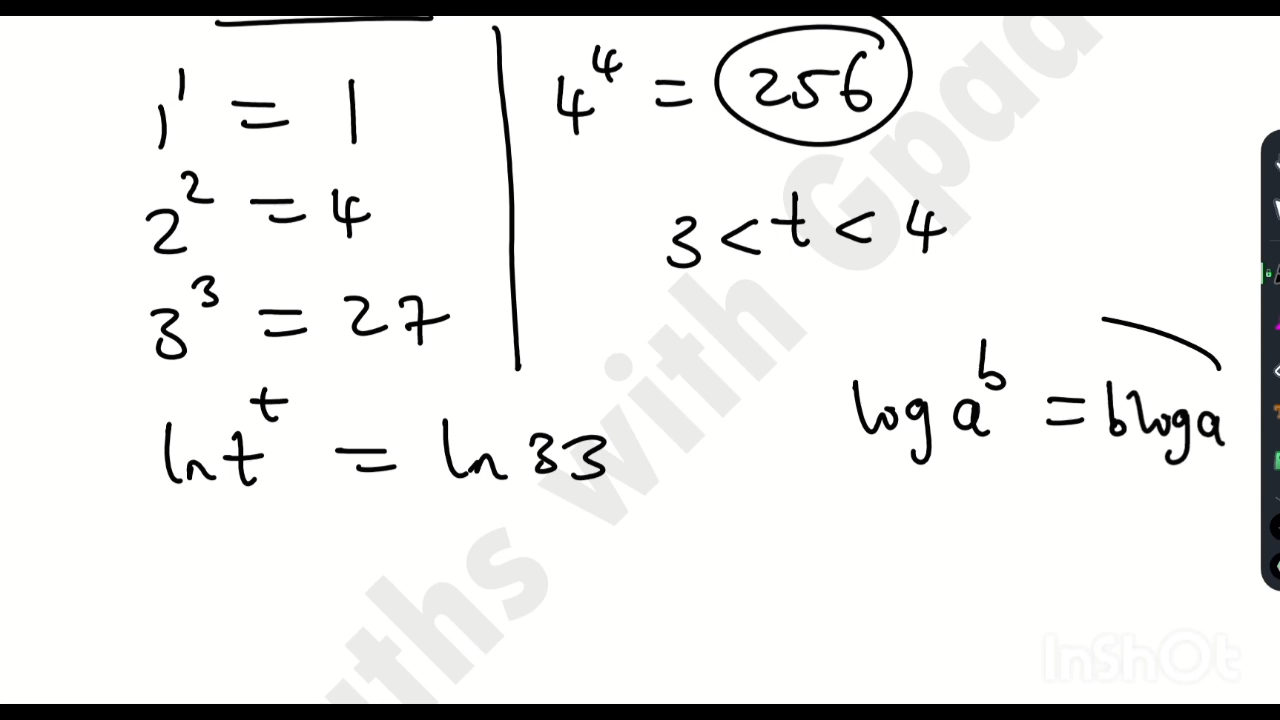 1^1 = 1
2^2 = 4
3^3 = 27
4^4 = 256
3 < t < 4
ln t^t = ln 33
log a^b = b log a
ths with Gpad
InShOt